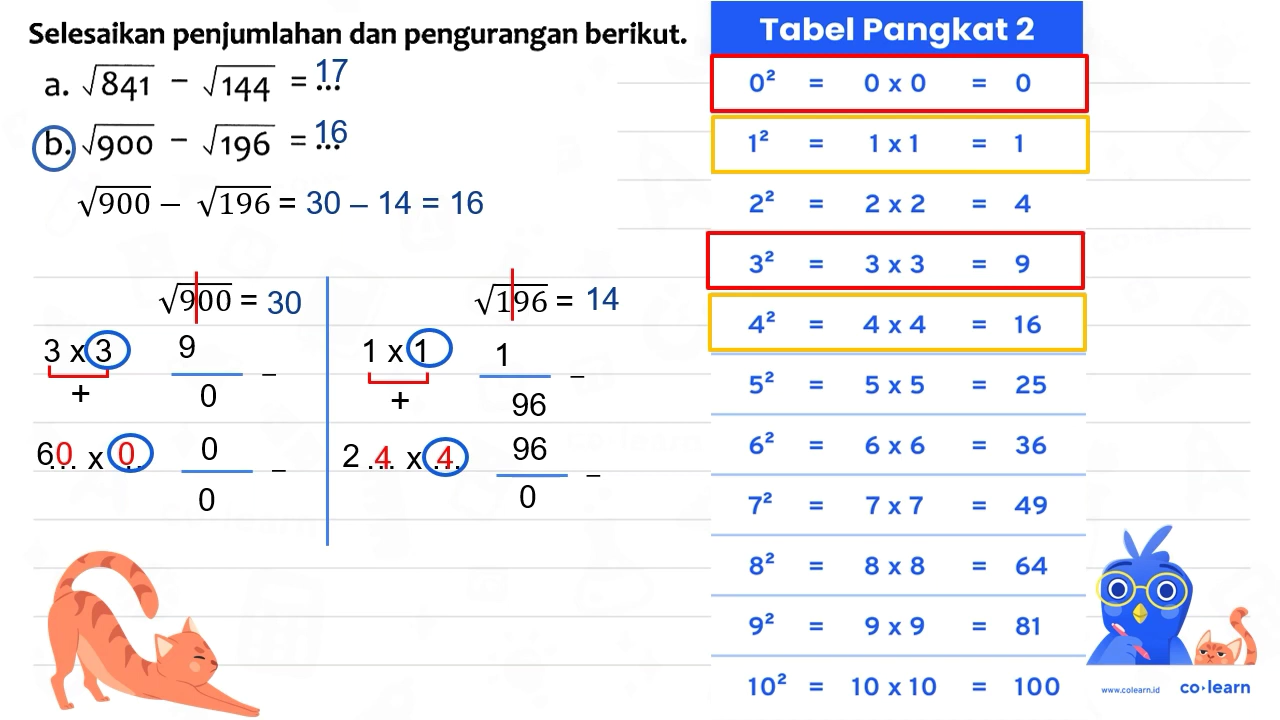 Selesaikan penjumlahan dan pengurangan berikut.
a. √841 − √144 = ... 17
b. √900 − √196 = ... 16
√900 − √196 = 30 – 14 = 16
√900 = 30
3 x 3
9
−
+
0
60 x 0
0
−
0
√196 = 14
1 x 1
1
−
+
96
2 ..4.. x ..4..
96
−
0
Tabel Pangkat 2
0² = 0 x 0 = 0
1² = 1 x 1 = 1
2² = 2 x 2 = 4
3² = 3 x 3 = 9
4² = 4 x 4 = 16
5² = 5 x 5 = 25
6² = 6 x 6 = 36
7² = 7 x 7 = 49
8² = 8 x 8 = 64
9² = 9 x 9 = 81
10² = 10 x 10 = 100
www.colearn.id
co·learn